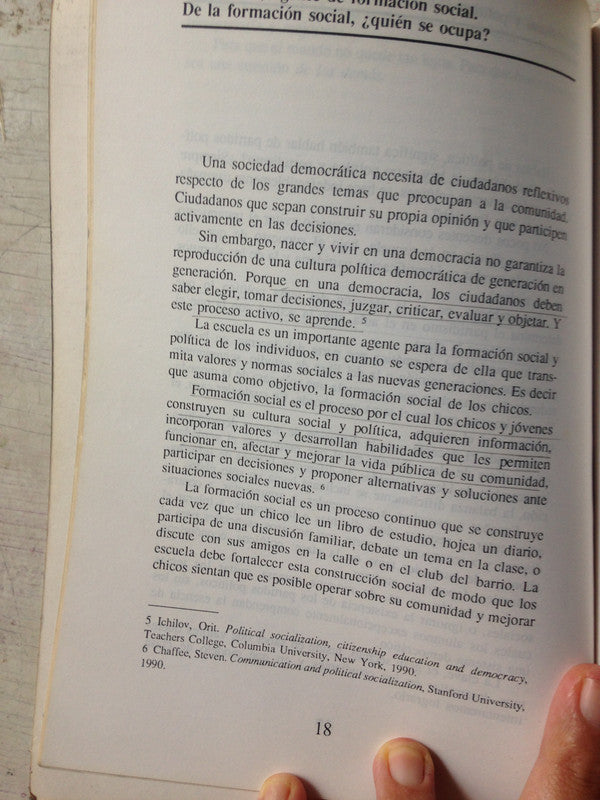 de formación social.
De la formación social, ¿quién se ocupa?
Una sociedad democrática necesita de ciudadanos reflexivos
respecto de los grandes temas que preocupan a la comunidad.
Ciudadanos que sepan construir su propia opinión y que participen
activamente en las decisiones.
Sin embargo, nacer y vivir en una democracia no garantiza la
reproducción de una cultura política democrática de generación en
generación. Porque en una democracia, los ciudadanos deben
saber elegir, tomar decisiones, juzgar, criticar, evaluar y objetar. Y
este proceso activo, se aprende. 5
La escuela es un importante agente para la formación social y
política de los individuos, en cuanto se espera de ella que trans-
mita valores y normas sociales a las nuevas generaciones. Es decir
que asuma como objetivo, la formación social de los chicos.
Formación social es el proceso por el cual los chicos y jóvenes
construyen su cultura social y política, adquieren información,
incorporan valores y desarrollan habilidades que les permiten
funcionar en, afectar y mejorar la vida pública de su comunidad,
participar en decisiones y proponer alternativas y soluciones ante
situaciones sociales nuevas. 6
La formación social es un proceso continuo que se construye
cada vez que un chico lee un libro de estudio, hojea un diario,
participa de una discusión familiar, debate un tema en la clase, o
discute con sus amigos en la calle o en el club del barrio. La
escuela debe fortalecer esta construcción social de modo que los
chicos sientan que es posible operar sobre su comunidad y mejorar
5 Ichilov, Orit. Political socialization, citizenship education and democracy,
Teachers College, Columbia University, New York, 1990.
6 Chaffee, Steven. Communication and political socialization, Stanford University,
1990.
18